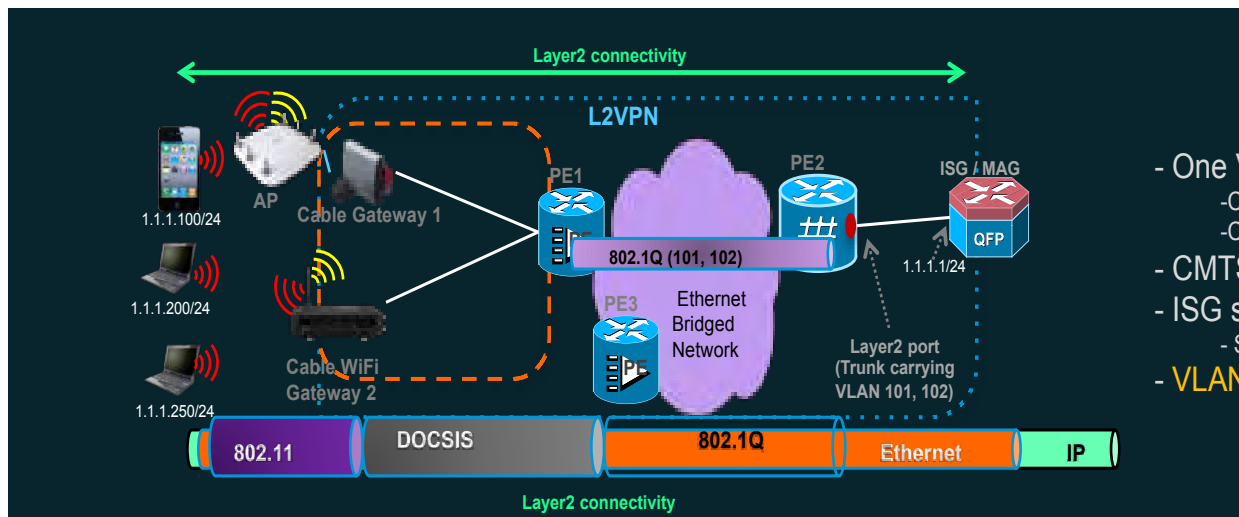 Layer2 connectivity
L2VPN
PE2
ISG / MAG
PE1
AP
Cable Gateway 1
1.1.1.100/24
QFP
802.1Q (101, 102)
1.1.1.1/24
1.1.1.200/24
PE3
Ethernet
Bridged
Network
PE
Layer2 port
(Trunk carrying
VLAN 101, 102)
Cable WiFi
Gateway 2
1.1.1.250/24
- One
- CMTS
- ISG
- VLAN
802.11
DOCSIS
802.1Q
Ethernet
IP
Layer2 connectivity